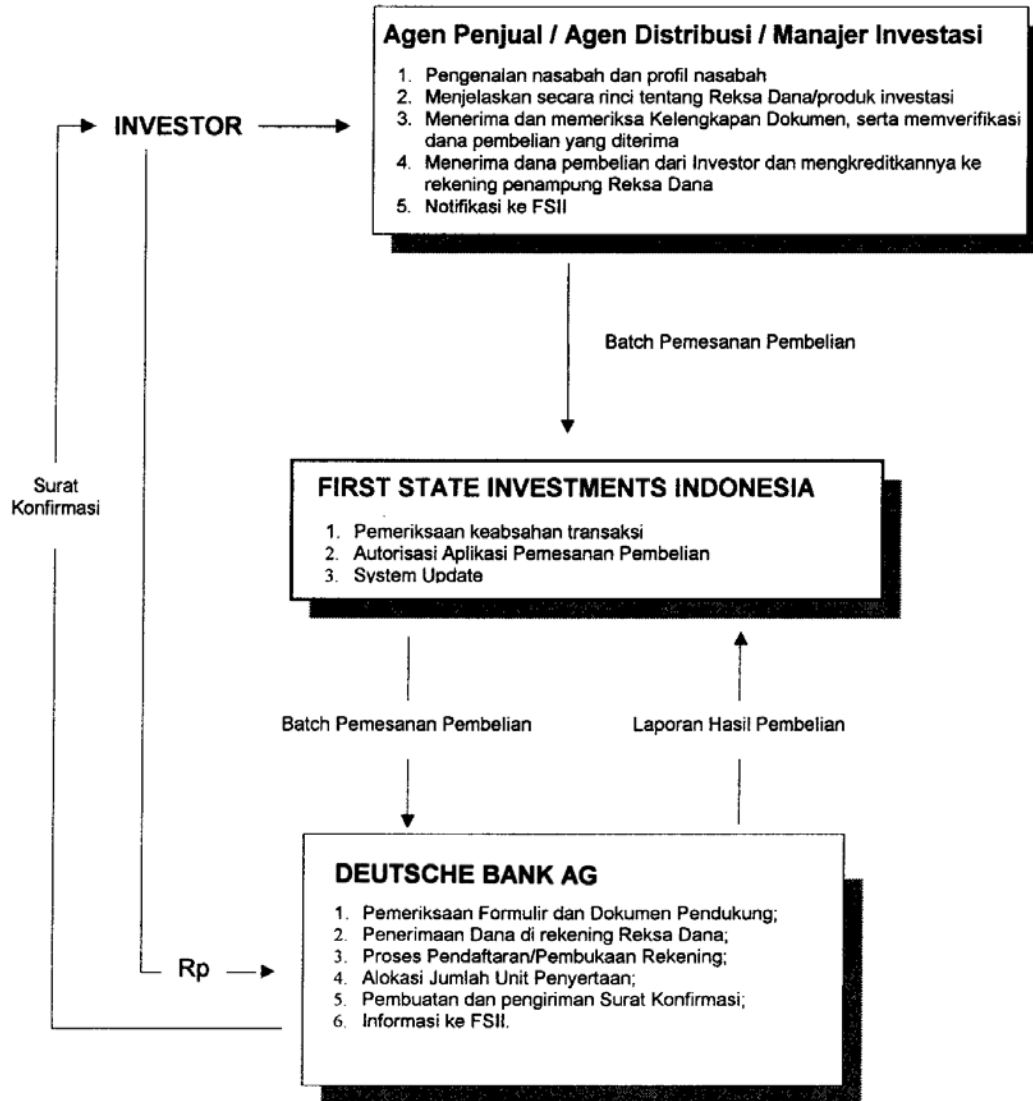 Agen Penjual / Agen Distribusi / Manajer Investasi
1. Pengenalan nasabah dan profil nasabah
2. Menjelaskan secara rinci tentang Reksa Dana/produk investasi
3. Menerima dan memeriksa Kelengkapan Dokumen, serta memverifikasi
dana pembelian yang diterima
4. Menerima dana pembelian dari Investor dan mengkreditkannya ke
rekening penampung Reksa Dana
5. Notifikasi ke FSII
INVESTOR
Batch Pemesanan Pembelian
FIRST STATE INVESTMENTS INDONESIA
1. Pemeriksaan keabsahan transaksi
2. Autorisasi Aplikasi Pemesanan Pembelian
3. System Update
Surat
Konfirmasi
Batch Pemesanan Pembelian
Laporan Hasil Pembelian
DEUTSCHE BANK AG
1. Pemeriksaan Formulir dan Dokumen Pendukung;
2. Penerimaan Dana di rekening Reksa Dana;
3. Proses Pendaftaran/Pembukaan Rekening;
4. Alokasi Jumlah Unit Penyertaan;
5. Pembuatan dan pengiriman Surat Konfirmasi;
6. Informasi ke FSII.
Rp